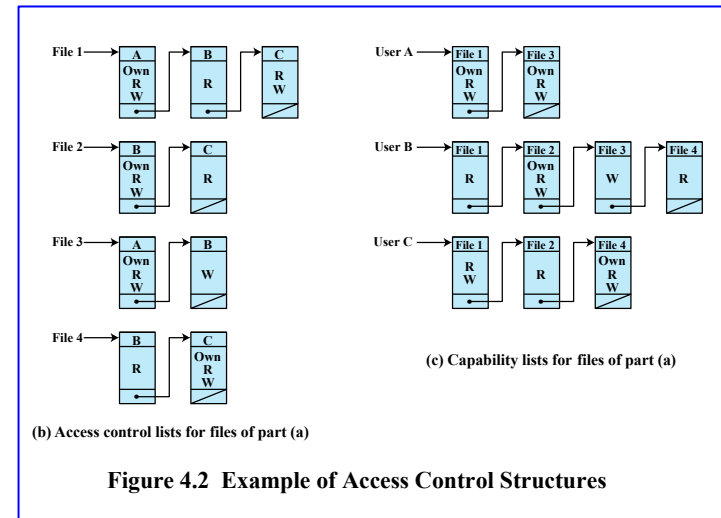 File 1
A
Own
R
W
B
R
C
R
W
File 2
B
Own
R
W
C
R
File 3
A
Own
R
W
B
W
File 4
B
R
C
Own
R
W
(b) Access control lists for files of part (a)
User A
File 1
Own
R
W
File 3
Own
R
W
User B
File 1
R
File 2
Own
R
W
File 3
W
File 4
R
User C
File 1
R
W
File 2
R
File 4
Own
R
W
(c) Capability lists for files of part (a)
Figure 4.2 Example of Access Control Structures